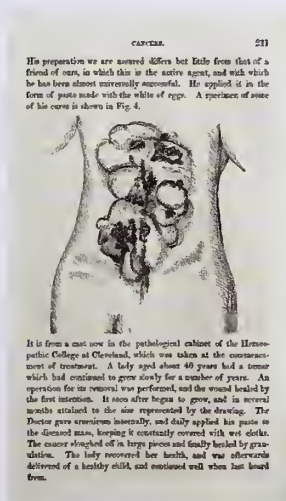 CANCERS. 211
His preparation we are assured differs but little from that of a
friend of ours, in which this is the active agent, and with which
he has been almost universally successful. He applied it in the
form of paste made with the white of eggs. A specimen of some
of his cures is shown in Fig. 4.
It is from a cast now in the pathological cabinet of the Homœo-
pathic College at Cleveland, which was taken at the commence-
ment of treatment. A lady aged about 40 years had a tumor
which had continued to grow slowly for a number of years. An
operation for its removal was performed, and the wound healed by
the first intention. It soon after began to grow, and in several
months attained to the size represented by the drawing. The
Doctor gave arsenicum internally, and daily applied his paste to
the diseased mass, keeping it constantly covered with wet cloths.
The cancer sloughed off in large pieces and finally healed by gran-
ulation. The lady recovered her health, and was afterwards
delivered of a healthy child, and continued well when last heard
from.